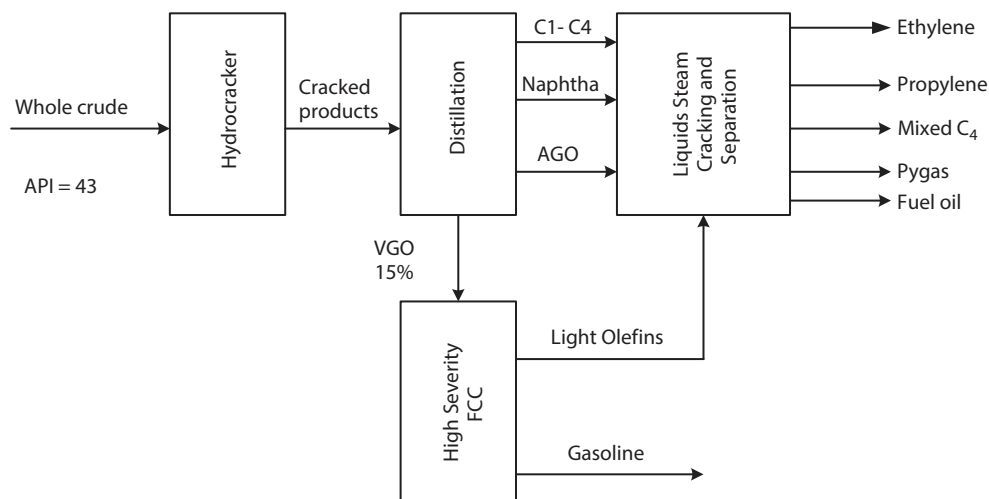 Whole crude
API = 43
Hydrocracker
Cracked
products
Distillation
C1- C4
Naphtha
AGO
Liquids Steam
Cracking and
Separation
Ethylene
Propylene
Mixed C₄
Pygas
Fuel oil
VGO
15%
High Severity
FCC
Light Olefins
Gasoline